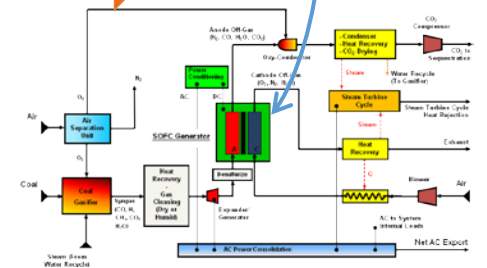 Anode Off-Gas
(H₂, CO, H₂O, CO₂)
Oxy-Combustor
-Condenser
-Heat Recovery
-CO₂ Drying
CO₂
Compressor
CO₂ to
Sequestration
Steam
Water Recycle
(To Gasifier)
N₂
O₂
Power
Conditioning
AC
DC
Cathode Off-Gas
(O₂, N₂,
Steam Turbine
Cycle
Steam Turbine Cycle
Heat Rejection
Steam
Air
Air
Separation
Unit
SOFC Generator
A
C
Heat
Recovery
Exhaust
O₂
Desulfurize
Q
Blower
Air
Coal
Coal
Gasifier
Syngas
(CO, H₂
CH₄, CO₂
H₂O)
Heat
Recovery
-
Gas
Cleaning
(Dry or
Humid)
Expander/
Generator
AC to System
Internal Loads
Steam (from
Water Recycle)
AC Power Consolidation
Net AC Export